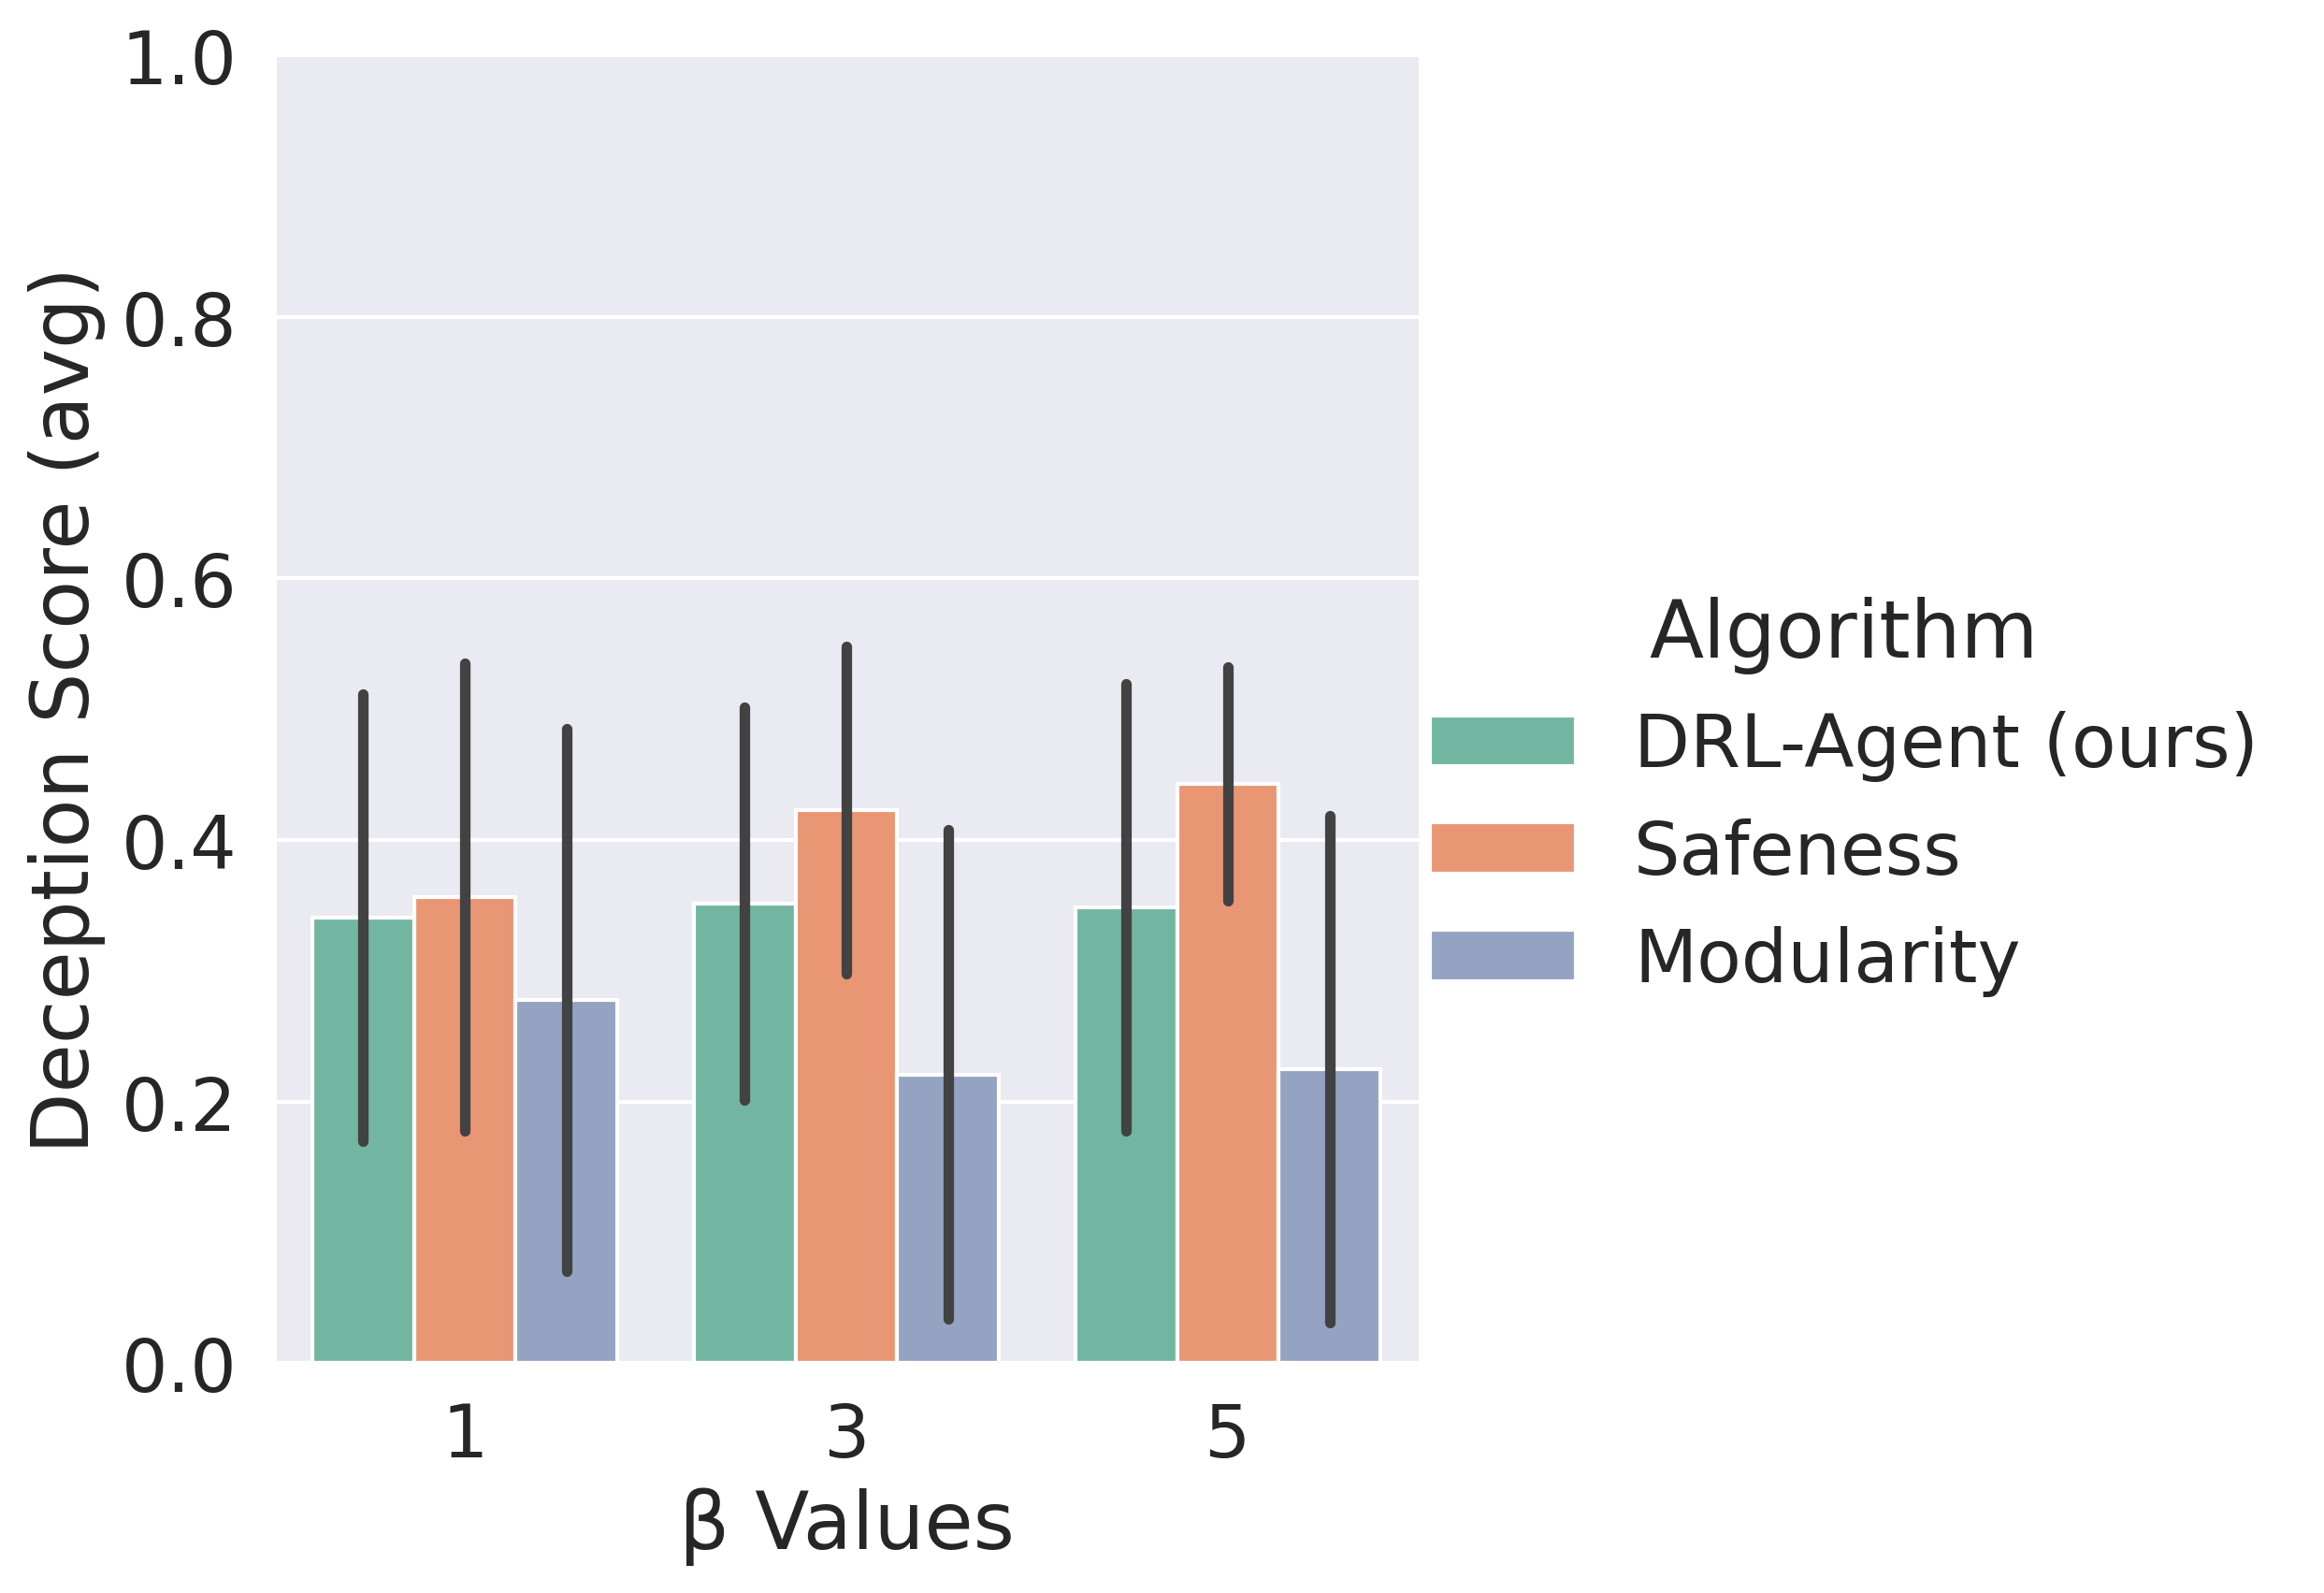 Deception Score (avg)
1.0
0.8
0.6
0.4
0.2
0.0
1 3 5
β Values
Algorithm
DRL-Agent (ours)
Safeness
Modularity